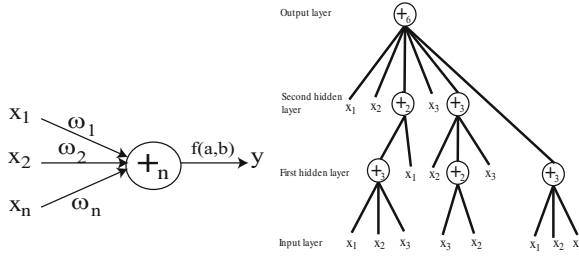 x1
x2
xn
ω1
ω2
ωn
+n
f(a,b)
y
Output layer
+6
Second hidden layer
x1 x2 +2 x3 +3
First hidden layer
+3 x1 x2 +2 x3 +3
Input layer
x1 x2 x3 x3 x2 x1 x2 x